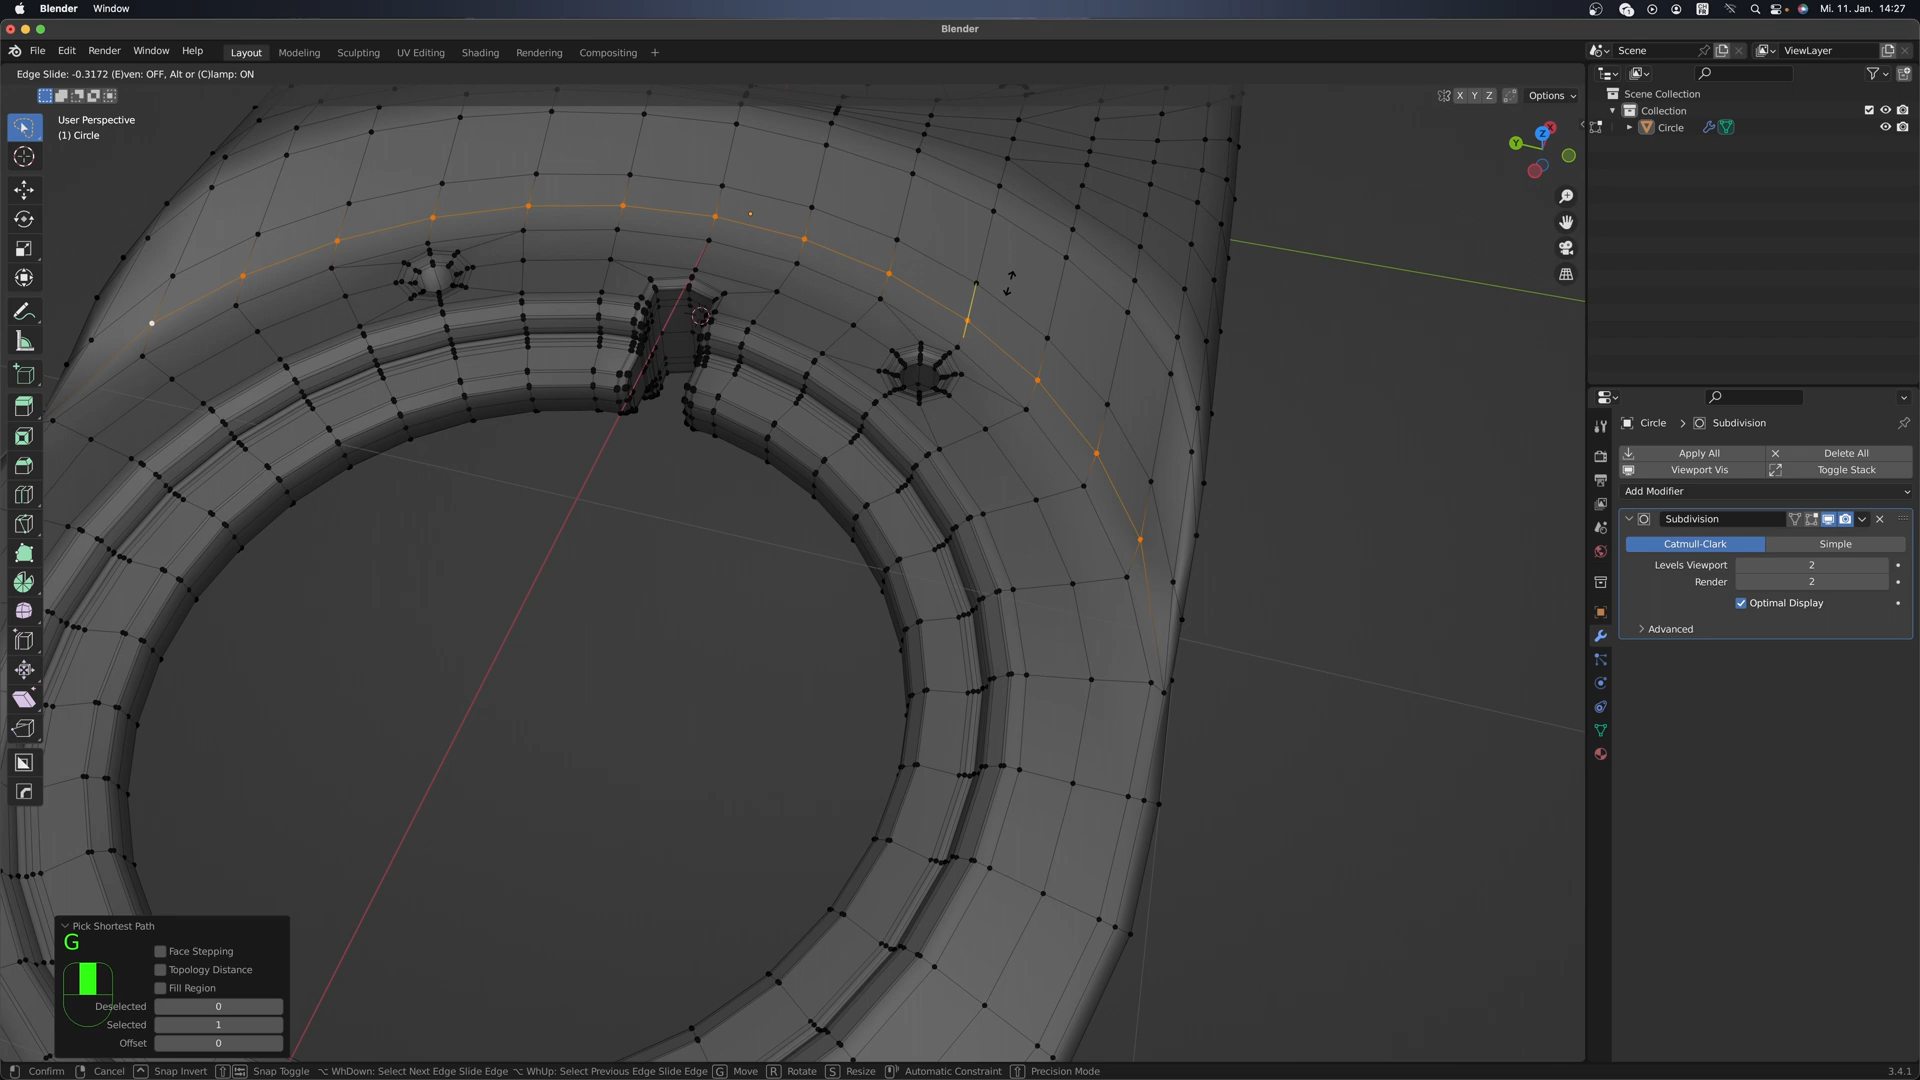 Blender Window
CH
FR
Mi. 11. Jan. 14:27
Blender
File Edit Render Window Help
Layout Modeling Sculpting UV Editing Shading Rendering Compositing +
Scene
ViewLayer
Edge Slide: -0.3172 (E)ven: OFF, Alt or (C)lamp: ON
X Y Z
Options
User Perspective
(1) Circle
Scene Collection
Collection
Circle
Z
Y
X
Circle > Subdivision
Apply All
Delete All
Viewport Vis
Toggle Stack
Add Modifier
Subdivision
Catmull-Clark
Simple
Levels Viewport 2
Render 2
Optimal Display
Advanced
Pick Shortest Path
G
Face Stepping
Topology Distance
Fill Region
Deselected 0
Selected 1
Offset 0
Confirm Cancel Snap Invert Snap Toggle WhDown: Select Next Edge Slide Edge WhUp: Select Previous Edge Slide Edge G Move R Rotate S Resize Automatic Constraint Precision Mode
3.4.1